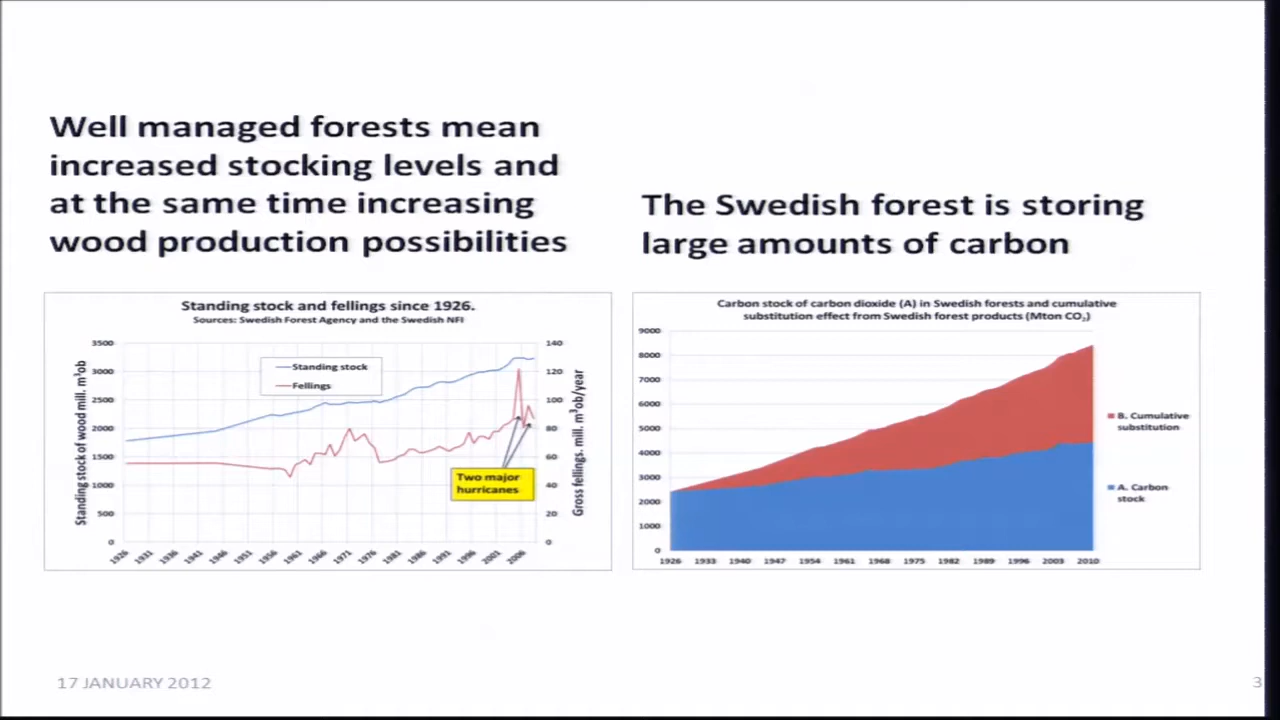 Well managed forests mean
increased stocking levels and
at the same time increasing
wood production possibilities
The Swedish forest is storing
large amounts of carbon
Standing stock and fellings since 1926.
Sources: Swedish Forest Agency and the Swedish NFI
Standing stock of wood mill. m³ob
3500
3000
2500
2000
1500
1000
500
0
Standing stock
Fellings
Two major
hurricanes
140
120
100
80
60
40
20
0
Gross fellings. mill. m³ob/year
1926 1931 1936 1941 1946 1951 1956 1961 1966 1971 1976 1981 1986 1991 1996 2001 2006
Carbon stock of carbon dioxide (A) in Swedish forests and cumulative
substitution effect from Swedish forest products (Mton CO₂)
9000
8000
7000
6000
5000
4000
3000
2000
1000
0
1926 1933 1940 1947 1954 1961 1968 1975 1982 1989 1996 2003 2010
B. Cumulative
substitution
A. Carbon
stock
17 JANUARY 2012
3